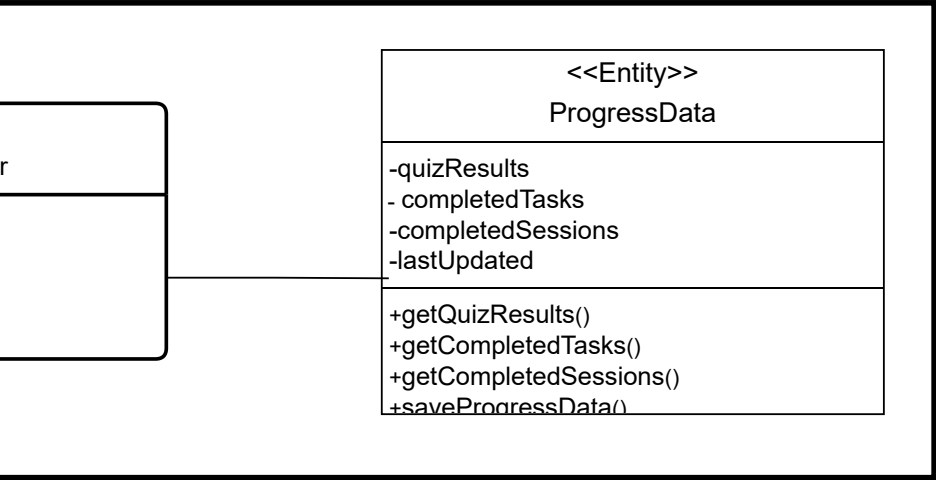 <<Entity>>
ProgressData
r
-quizResults
- completedTasks
-completedSessions
-lastUpdated
+getQuizResults()
+getCompletedTasks()
+getCompletedSessions()
+saveProgressData()